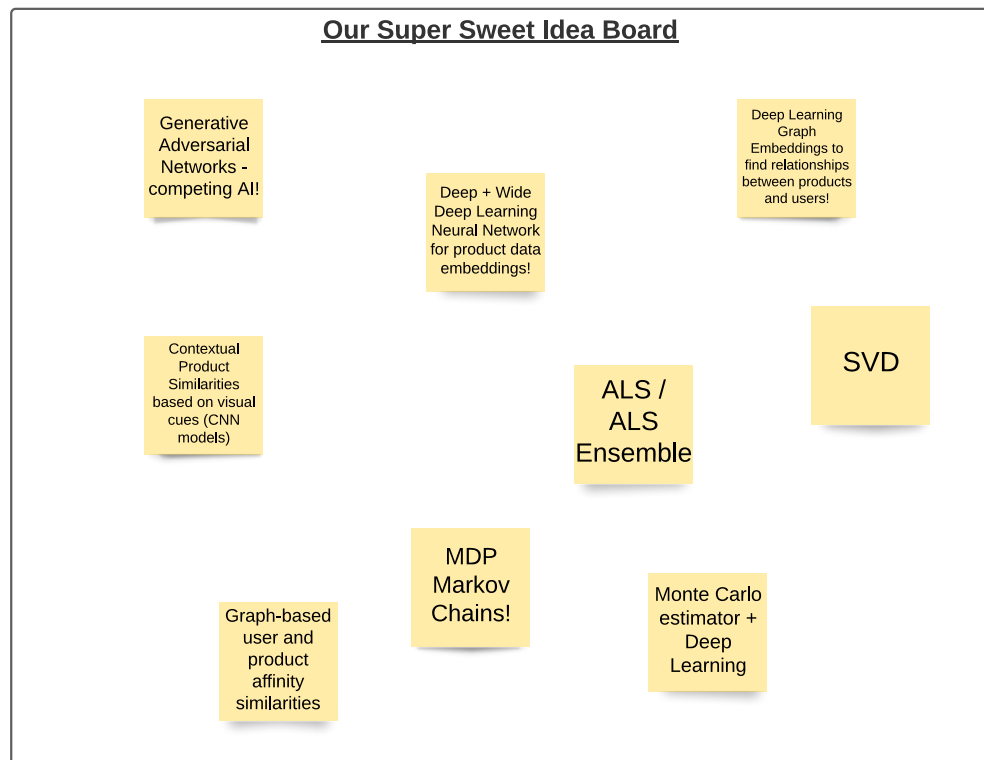 Our Super Sweet Idea Board
Generative
Adversarial
Networks -
competing AI!
Deep + Wide
Deep Learning
Neural Network
for product data
embeddings!
Deep Learning
Graph
Embeddings to
find relationships
between products
and users!
Contextual
Product
Similarities
based on visual
cues (CNN
models)
ALS /
ALS
Ensemble
SVD
Graph-based
user and
product
affinity
similarities
MDP
Markov
Chains!
Monte Carlo
estimator +
Deep
Learning